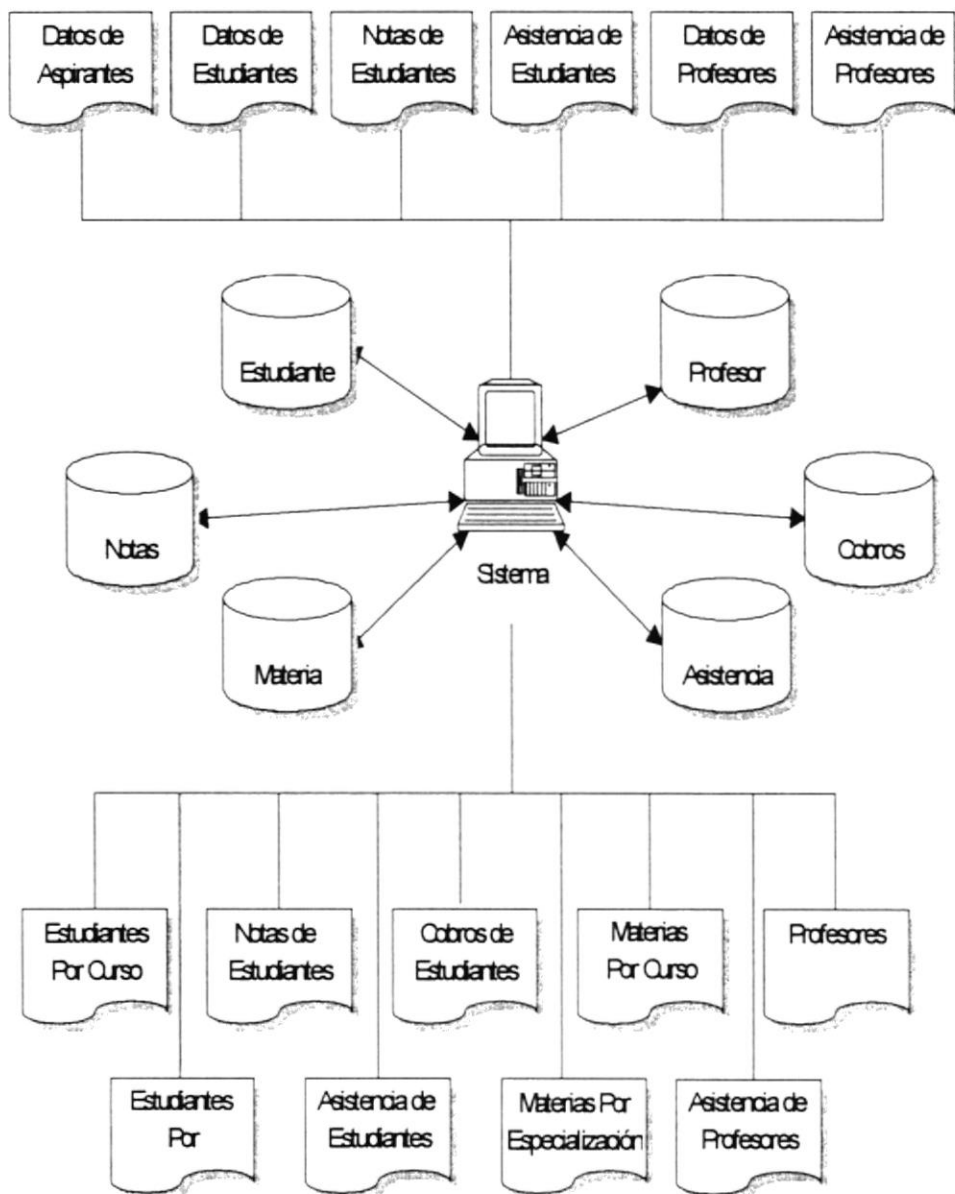 Datos de
Aspirantes
Datos de
Estudiantes
Notas de
Estudiantes
Asistencia de
Estudiantes
Datos de
Profesores
Asistencia de
Profesores
Estudiante
Profesor
Notas
Cobros
Sistema
Materia
Asistencia
Estudiantes
Por Curso
Notas de
Estudiantes
Cobros de
Estudiantes
Materias
Por Curso
Profesores
Estudiantes
Por
Asistencia de
Estudiantes
Materias Por
Especialización
Asistencia de
Profesores